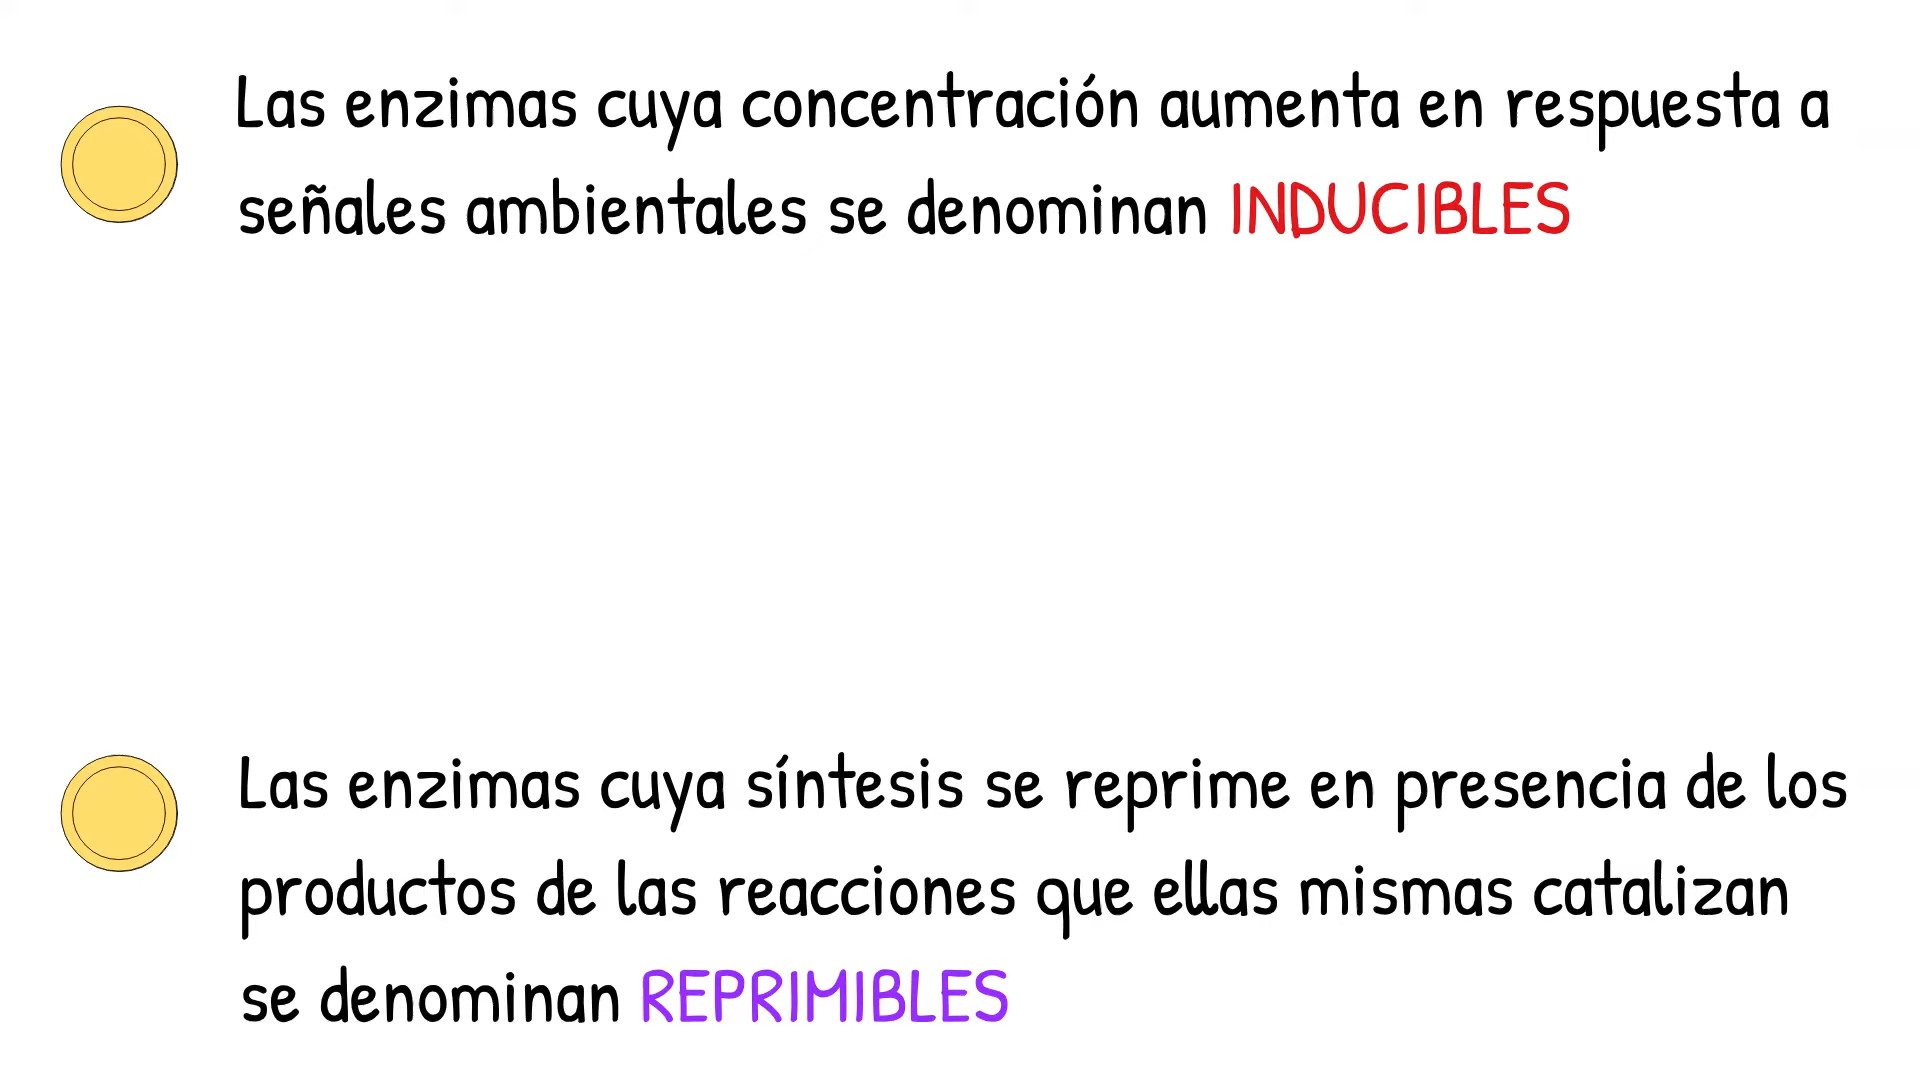 Las enzimas cuya concentración aumenta en respuesta a
señales ambientales se denominan INDUCIBLES
Las enzimas cuya síntesis se reprime en presencia de los
productos de las reacciones que ellas mismas catalizan
se denominan REPRIMIBLES